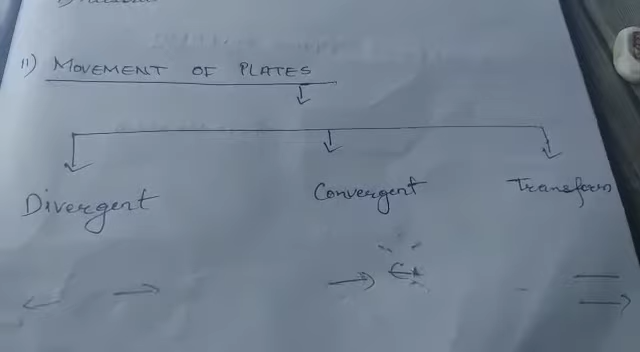 11) MOVEMENT OF PLATES
Divergent Convergent Transform